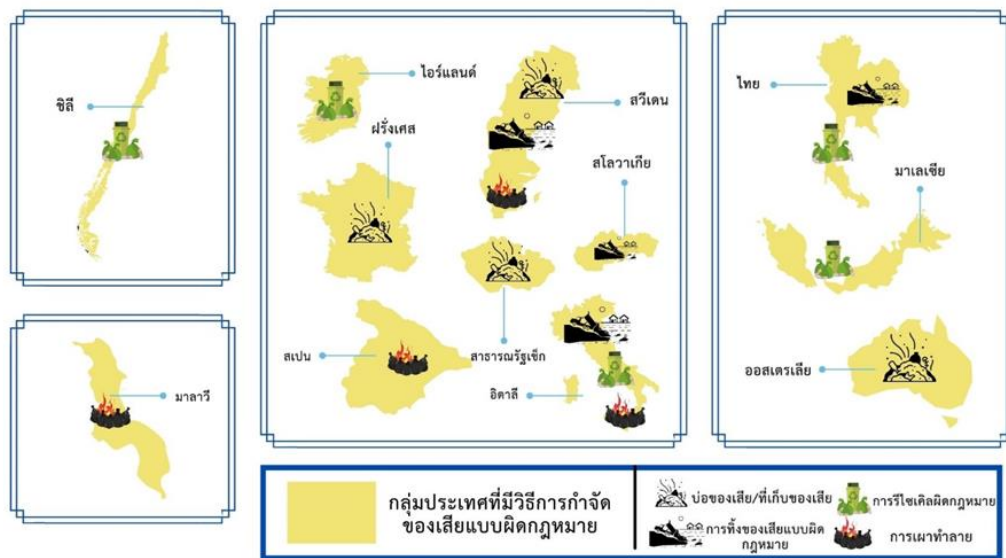 ชิลี
มาลาวี
ไอร์แลนด์
ฝรั่งเศส
สวีเดน
สโลวาเกีย
สเปน
สาธารณรัฐเช็ก
อิตาลี
ไทย
มาเลเซีย
ออสเตรเลีย
กลุ่มประเทศที่มีวิธีการกำจัด
ของเสียแบบผิดกฎหมาย
บ่อของเสีย/ที่เก็บของเสีย
การทิ้งของเสียแบบผิด
กฎหมาย
การรีไซเคิลผิดกฎหมาย
การเผาทำลาย